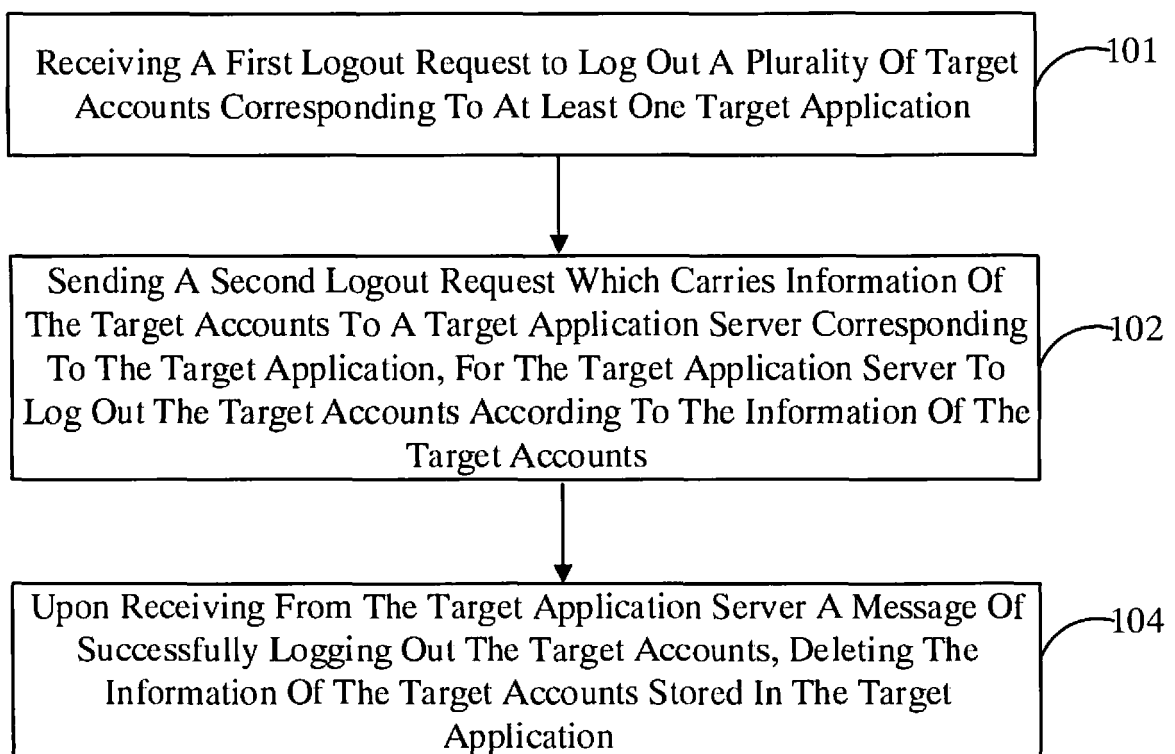 Receiving A First Logout Request to Log Out A Plurality Of Target
Accounts Corresponding To At Least One Target Application
101
Sending A Second Logout Request Which Carries Information Of
The Target Accounts To A Target Application Server Corresponding
To The Target Application, For The Target Application Server To
Log Out The Target Accounts According To The Information Of The
Target Accounts
102
Upon Receiving From The Target Application Server A Message Of
Successfully Logging Out The Target Accounts, Deleting The
Information Of The Target Accounts Stored In The Target
Application
104